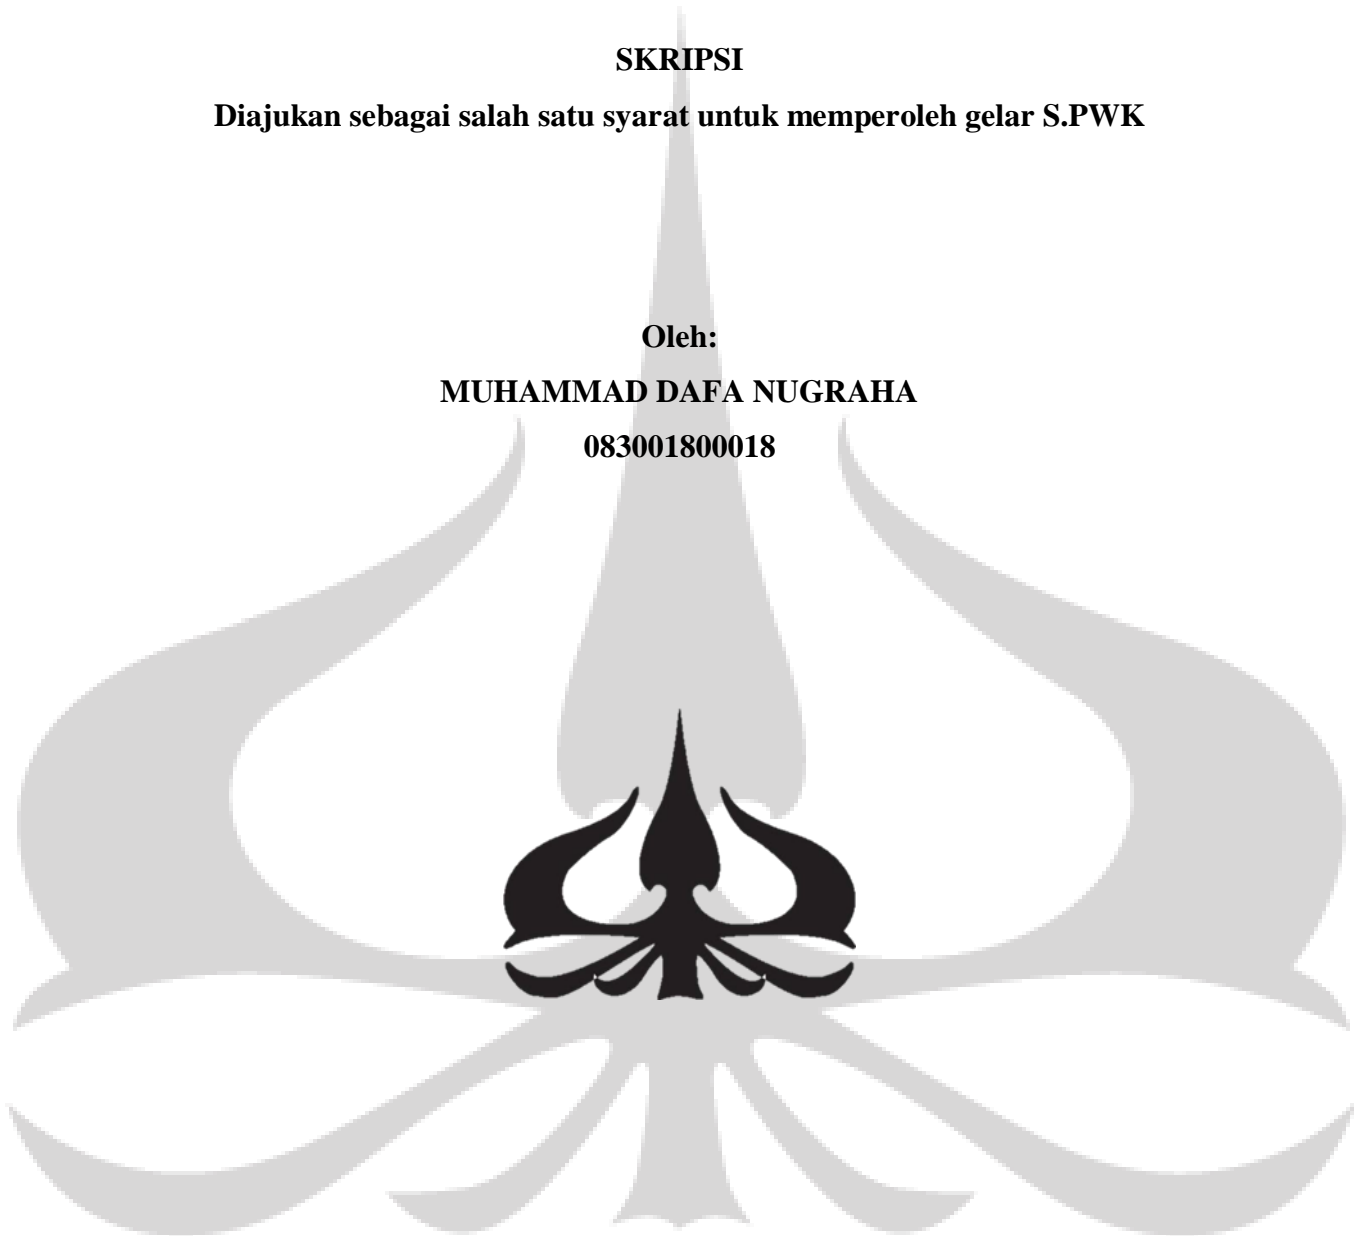 SKRIPSI
Diajukan sebagai salah satu syarat untuk memperoleh gelar S.PWK
Oleh:
MUHAMMAD DAFA NUGRAHA
083001800018